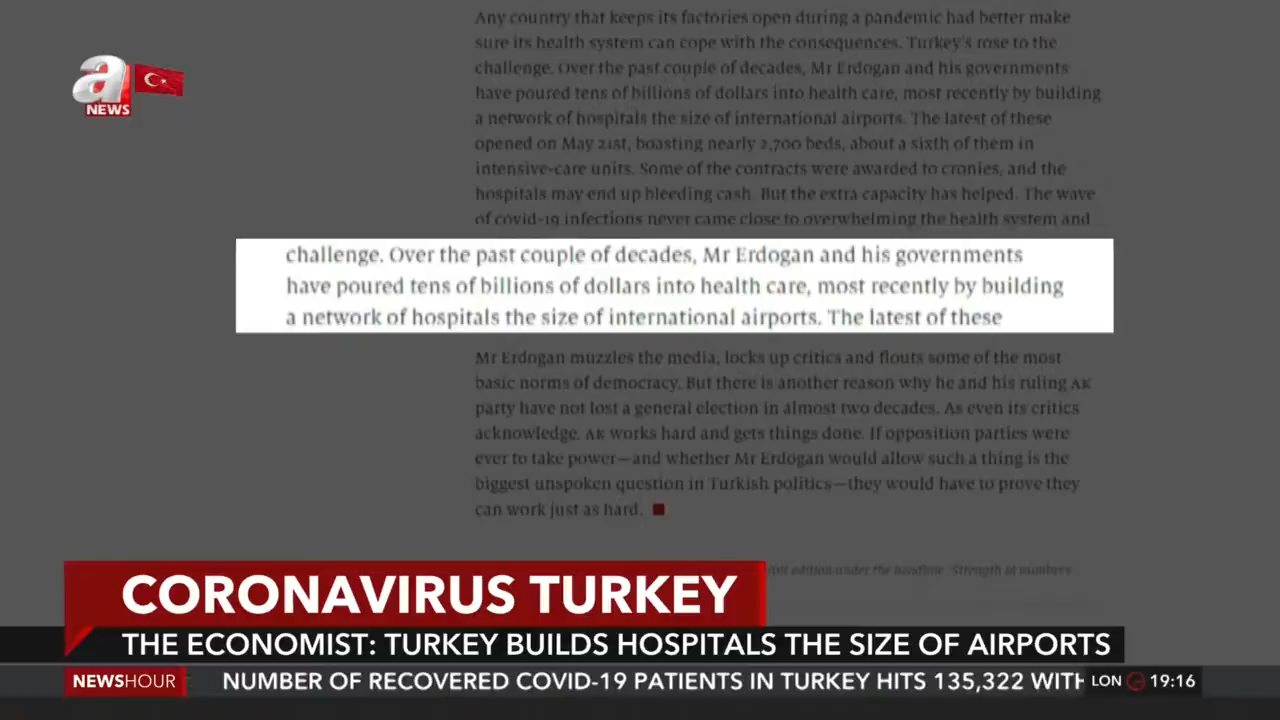 Any country that keeps its factories open during a pandemic had better make
sure its health system can cope with the consequences. Turkey's rose to the
challenge. Over the past couple of decades, Mr Erdogan and his governments
have poured tens of billions of dollars into health care, most recently by building
a network of hospitals the size of international airports. The latest of these
opened on May 21st, boasting nearly 2,700 beds, about a sixth of them in
intensive-care units. Some of the contracts were awarded to cronies, and the
hospitals may end up bleeding cash. But the extra capacity has helped. The wave
of covid-19 infections never came close to overwhelming the health system and
challenge. Over the past couple of decades, Mr Erdogan and his governments
have poured tens of billions of dollars into health care, most recently by building
a network of hospitals the size of international airports. The latest of these
Mr Erdogan muzzles the media, locks up critics and flouts some of the most
basic norms of democracy. But there is another reason why he and his ruling AK
party have not lost a general election in almost two decades. As even its critics
acknowledge, AK works hard and gets things done. If opposition parties were
ever to take power—and whether Mr Erdogan would allow such a thing is the
biggest unspoken question in Turkish politics—they would have to prove they
can work just as hard.
edition under the headline "Strength in numbers
a
NEWS
CORONAVIRUS TURKEY
THE ECONOMIST: TURKEY BUILDS HOSPITALS THE SIZE OF AIRPORTS
NEWSHOUR
NUMBER OF RECOVERED COVID-19 PATIENTS IN TURKEY HITS 135,322 WITH
LON 19:16